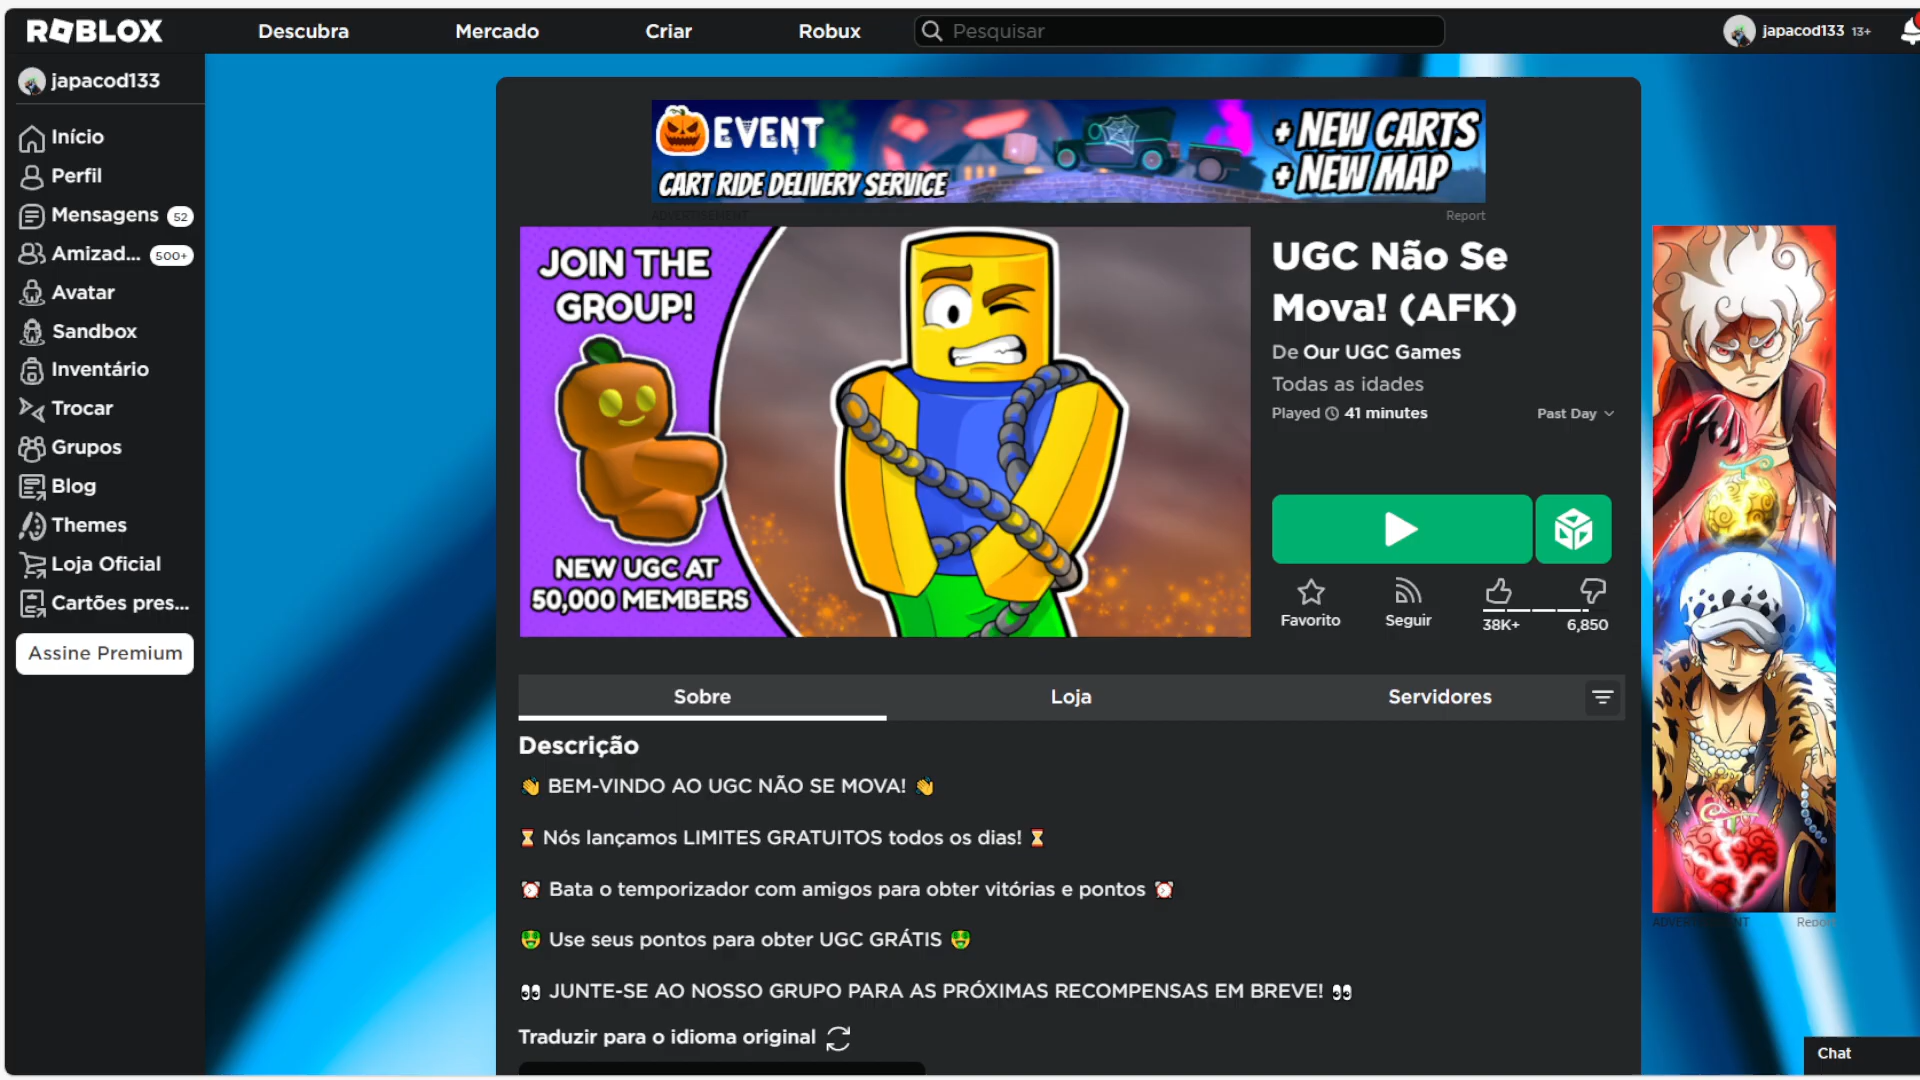 ROBLOX
Descubra
Mercado
Criar
Robux
Pesquisar
japacod133 13+
japacod133
Início
Perfil
Mensagens 52
Amizad... 500+
Avatar
Sandbox
Inventário
Trocar
Grupos
Blog
Themes
Loja Oficial
Cartões pres...
Assine Premium
EVENT
CART RIDE DELIVERY SERVICE
+ NEW CARTS
+ NEW MAP
ADVERTISEMENT
Report
JOIN THE
GROUP!
NEW UGC AT
50,000 MEMBERS
UGC Não Se
Mova! (AFK)
De Our UGC Games
Todas as idades
Played 41 minutes
Past Day
Favorito
Seguir
38K+
6,850
Sobre
Loja
Servidores
Descrição
👋 BEM-VINDO AO UGC NÃO SE MOVA! 👋
⏳ Nós lançamos LIMITES GRATUITOS todos os dias! ⏳
⏰ Bata o temporizador com amigos para obter vitórias e pontos ⏰
🤑 Use seus pontos para obter UGC GRÁTIS 🤑
👀 JUNTE-SE AO NOSSO GRUPO PARA AS PRÓXIMAS RECOMPENSAS EM BREVE! 👀
Traduzir para o idioma original
ADVERTISEMENT
Report
Chat